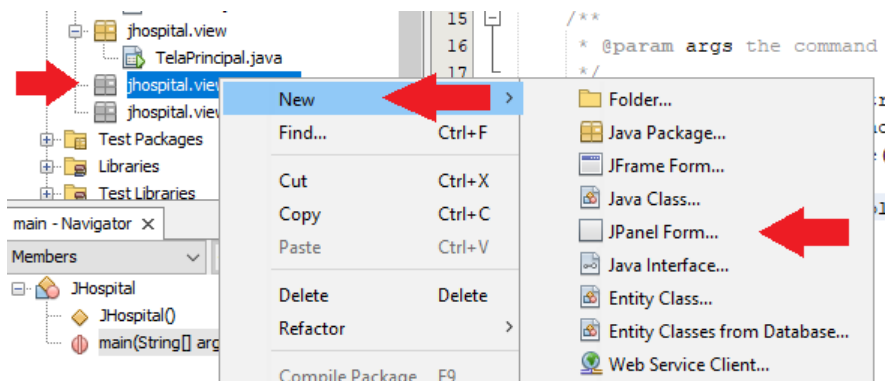 jhospital.view
TelaPrincipal.java
jhospital.view
jhospital.view
Test Packages
Libraries
Test Libraries
main - Navigator ×
Members
JHospital
JHospital()
main(String[] arg
15 /**
16 * @param args the command
17 */
New
Find... Ctrl+F
Cut Ctrl+X
Copy Ctrl+C
Paste Ctrl+V
Delete Delete
Refactor
Compile Package F9
Folder...
Java Package...
JFrame Form...
Java Class...
JPanel Form...
Java Interface...
Entity Class...
Entity Classes from Database...
Web Service Client...